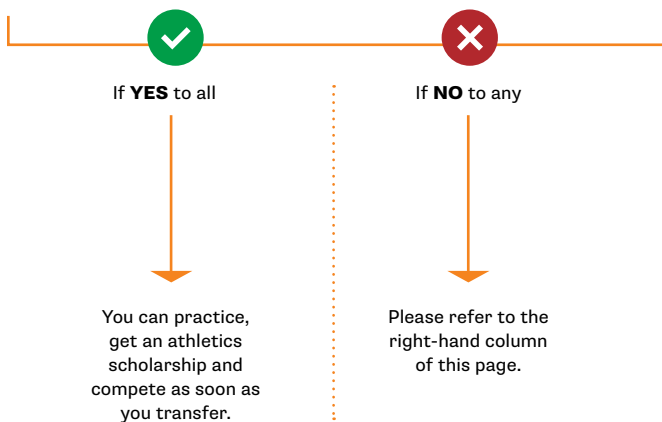 If YES to all
If NO to any
You can practice,
get an athletics
scholarship and
compete as soon as
you transfer.
Please refer to the
right-hand column
of this page.